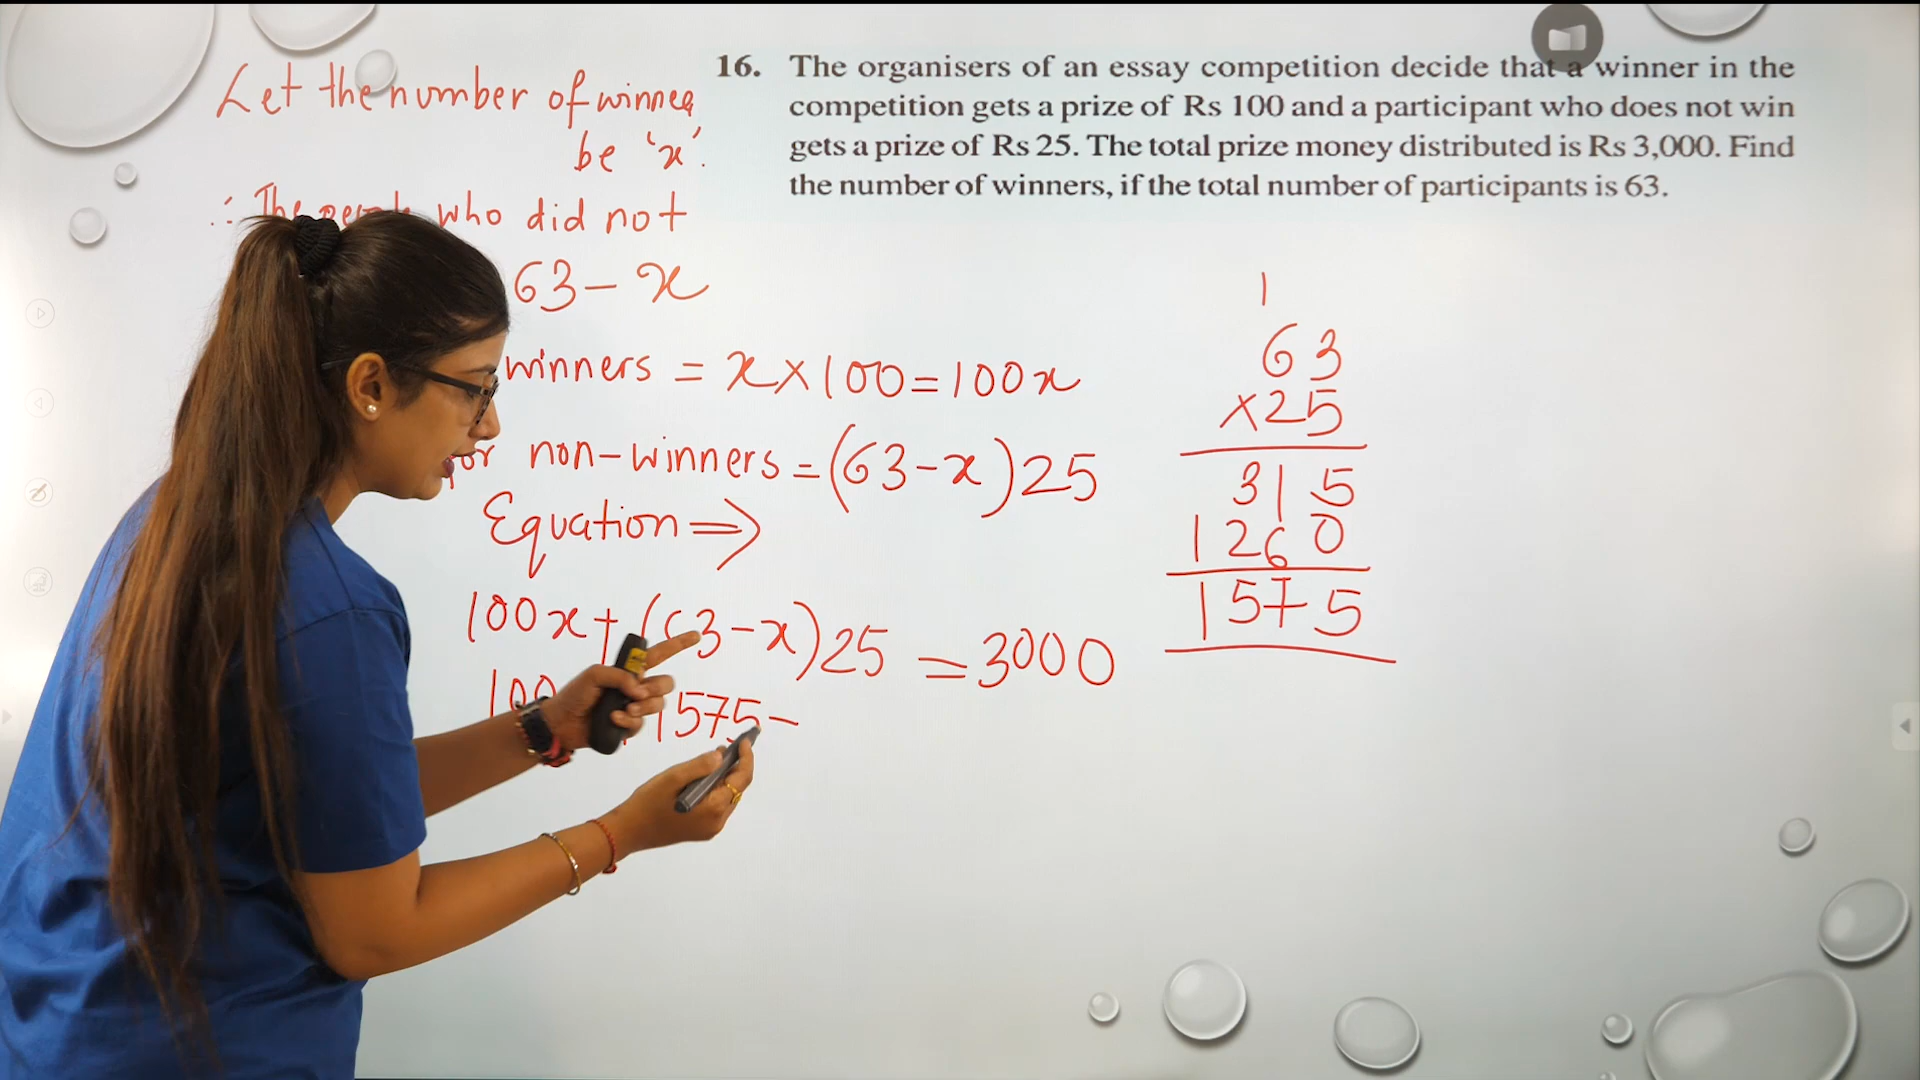 Let the number of winner
be 'x'.
∴ The people who did not
63 - x
winners = x × 100 = 100x
for non-winners = (63 - x) 25
Equation ⇒
100x + (63 - x) 25 = 3000
100 1575 -
16. The organisers of an essay competition decide that a winner in the
competition gets a prize of Rs 100 and a participant who does not win
gets a prize of Rs 25. The total prize money distributed is Rs 3,000. Find
the number of winners, if the total number of participants is 63.
1
63
×25
315
1260
1575